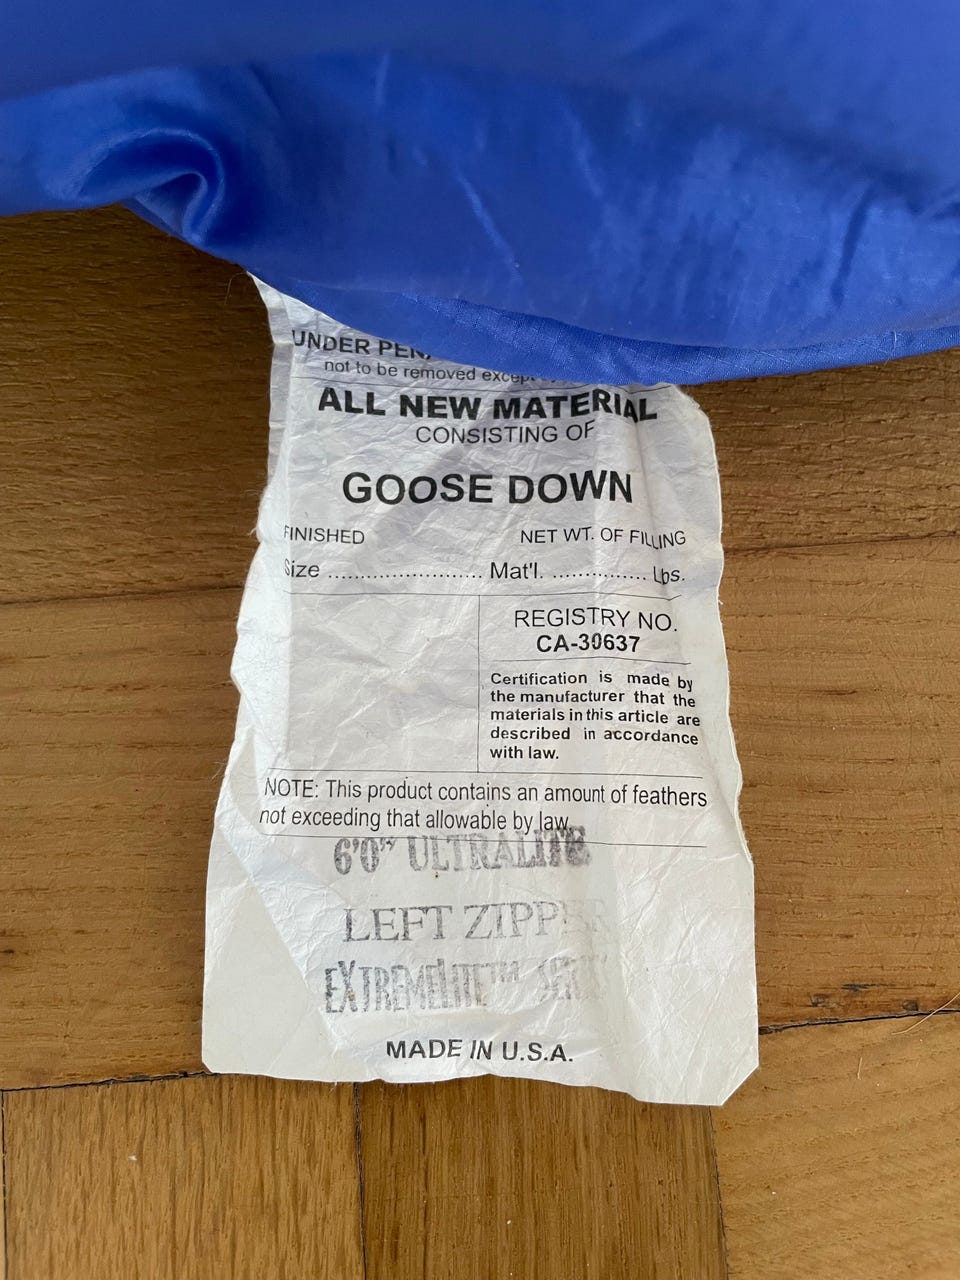 UNDER PEN
not to be removed except
ALL NEW MATERIAL
CONSISTING OF
GOOSE DOWN
FINISHED NET WT. OF FILLING
Size ........................ Mat'l. ............... Lbs.
REGISTRY NO.
CA-30637
Certification is made by
the manufacturer that the
materials in this article are
described in accordance
with law.
NOTE: This product contains an amount of feathers
not exceeding that allowable by law
6'0" ULTRALITE
LEFT ZIPPER
EXTREMELITE™
MADE IN U.S.A.